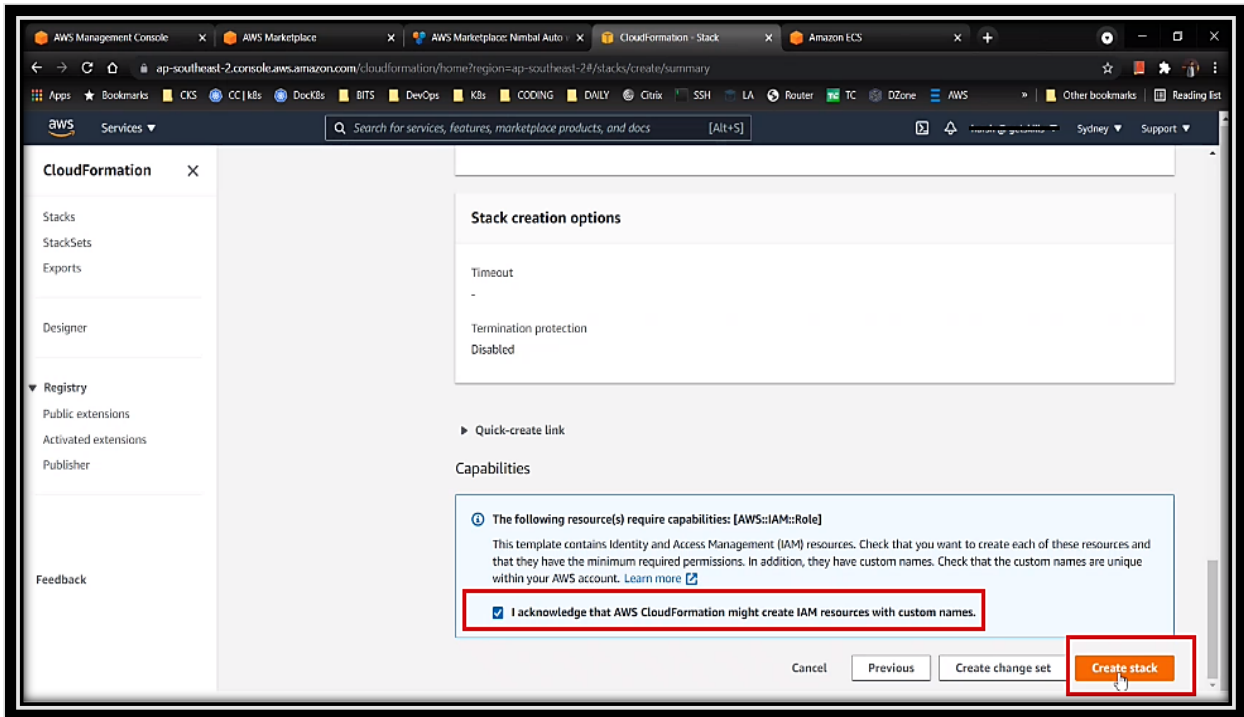 AWS Management Console
AWS Marketplace
AWS Marketplace: Nimbal Auto
CloudFormation - Stack
Amazon ECS
ap-southeast-2.console.aws.amazon.com/cloudformation/home?region=ap-southeast-2#/stacks/create/summary
Apps Bookmarks CKS CC | k8s DocK8s BITS DevOps K8s CODING DAILY Citrix SSH LA Router TC DZone AWS » Other bookmarks Reading list
aws Services ▼ Search for services, features, marketplace products, and docs [Alt+S] Sydney ▼ Support ▼
CloudFormation
Stacks
StackSets
Exports
Designer
Registry
Public extensions
Activated extensions
Publisher
Feedback
Stack creation options
Timeout
-
Termination protection
Disabled
Quick-create link
Capabilities
The following resource(s) require capabilities: [AWS::IAM::Role]
This template contains Identity and Access Management (IAM) resources. Check that you want to create each of these resources and
that they have the minimum required permissions. In addition, they have custom names. Check that the custom names are unique
within your AWS account. Learn more
I acknowledge that AWS CloudFormation might create IAM resources with custom names.
Cancel Previous Create change set Create stack